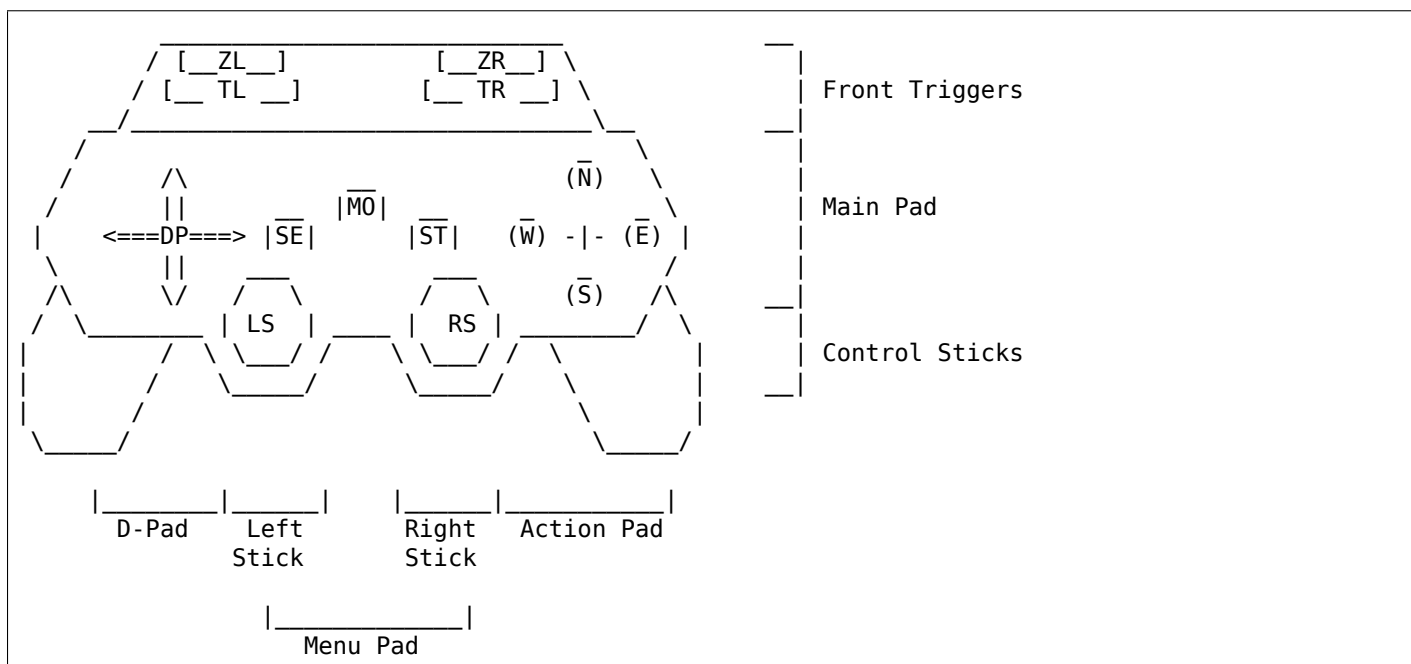 ZL ZR
TL TR Front Triggers
N
MO Main Pad
DP SE ST W E
S
LS RS
Control Sticks
D-Pad Left Right Action Pad
Stick Stick
Menu Pad